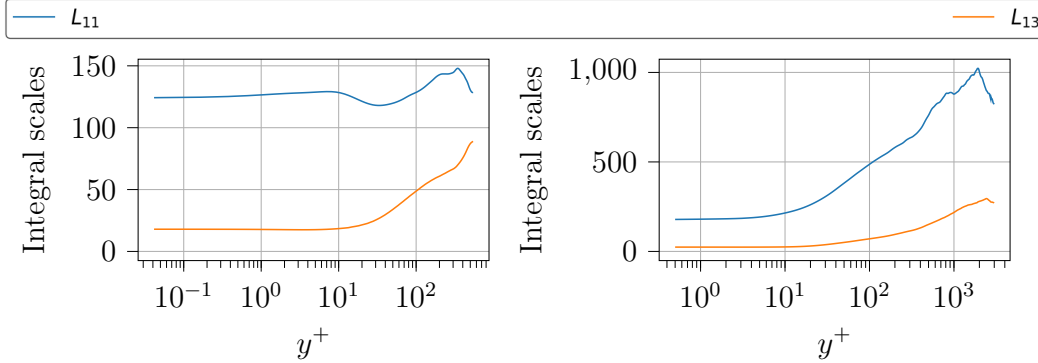 L₁₁ L₁₃
Integral scales
150
100
50
0
10⁻¹ 10⁰ 10¹ 10²
y⁺
Integral scales
1,000
500
0
10⁰ 10¹ 10² 10³
y⁺